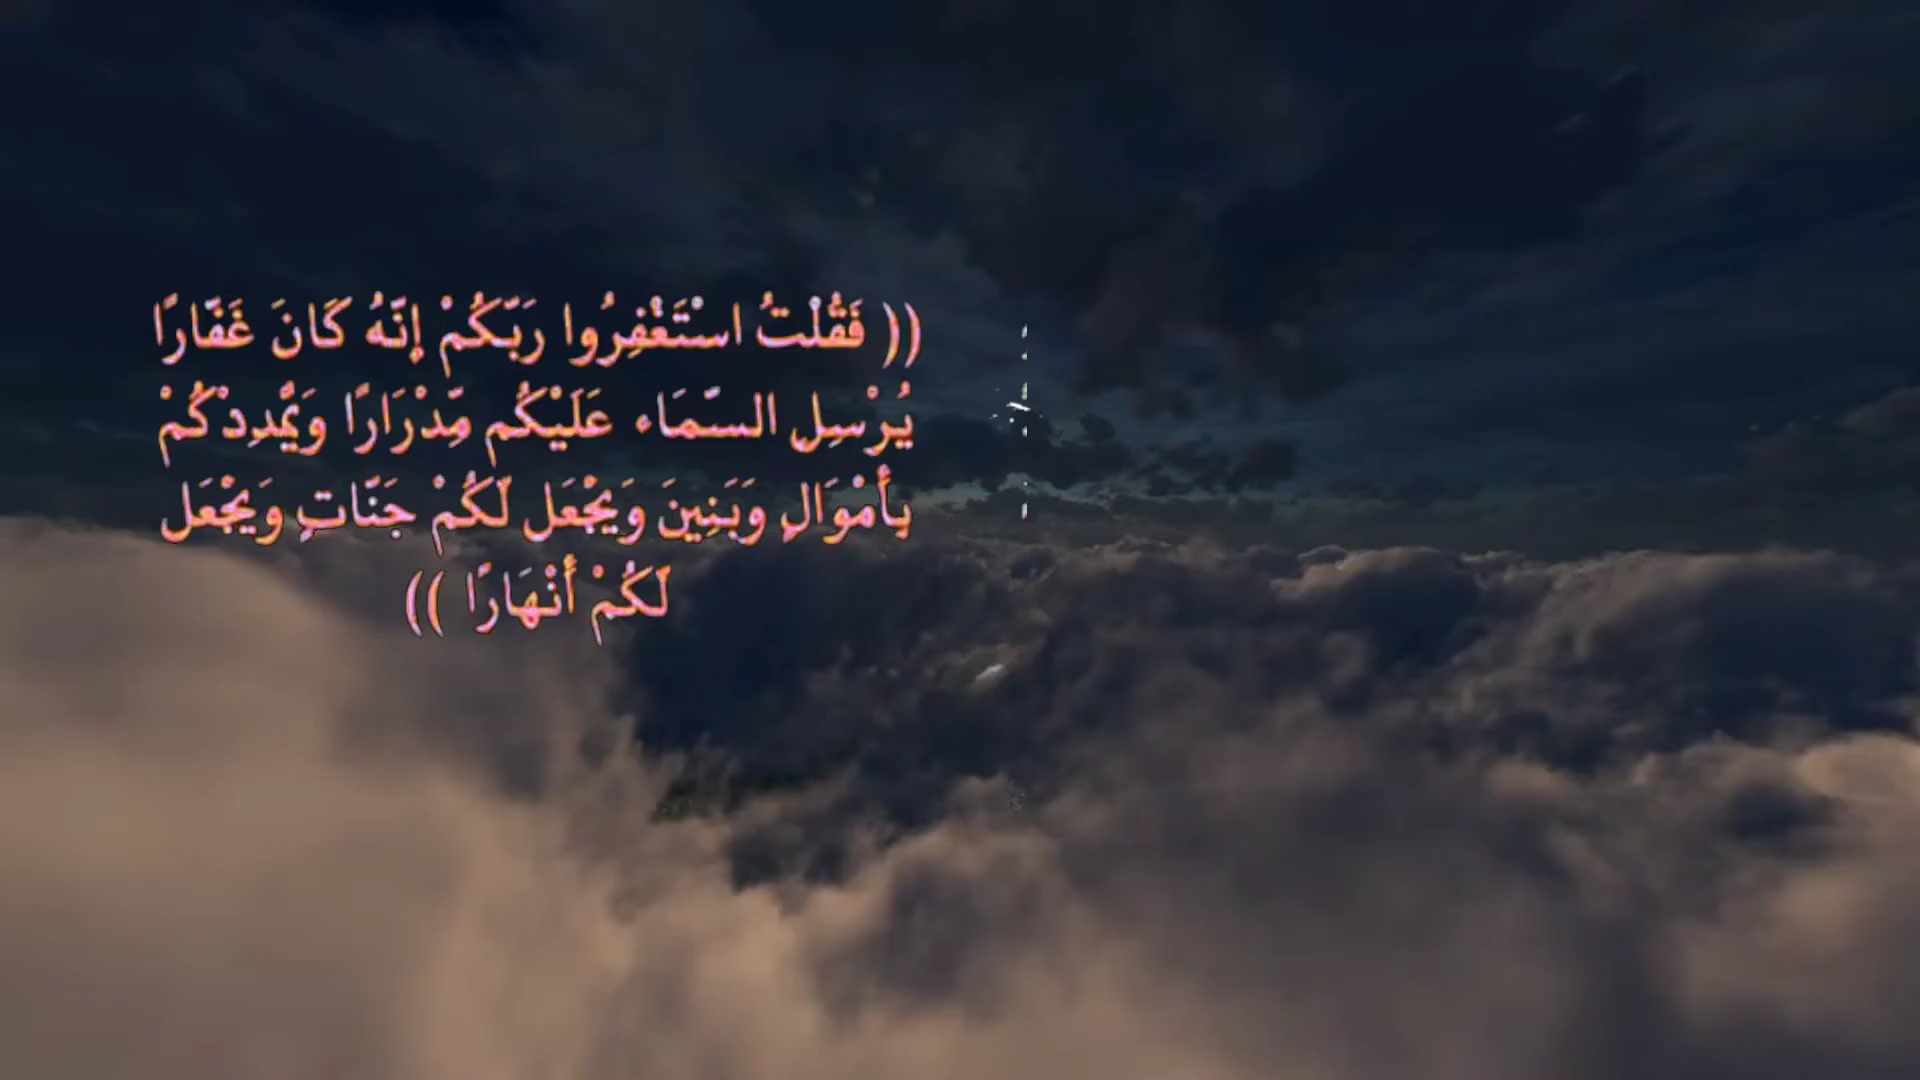 (( فَقُلْتُ اسْتَغْفِرُوا رَبَّكُمْ إِنَّهُ كَانَ غَفَّارًا
يُرْسِلِ السَّمَاء عَلَيْكُم مِّدْرَارًا وَيُمْدِدْكُمْ
بِأَمْوَالٍ وَبَنِينَ وَيَجْعَل لَّكُمْ جَنَّاتٍ وَيَجْعَل
لَّكُمْ أَنْهَارًا ))